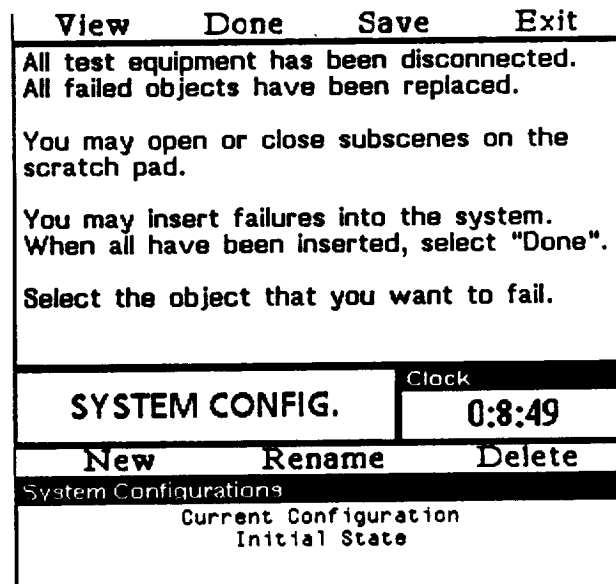 View Done Save Exit
All test equipment has been disconnected.
All failed objects have been replaced.
You may open or close subscenes on the
scratch pad.
You may insert failures into the system.
When all have been inserted, select "Done".
Select the object that you want to fail.
Clock
SYSTEM CONFIG.
0:8:49
New Rename Delete
System Configurations
Current Configuration
Initial State